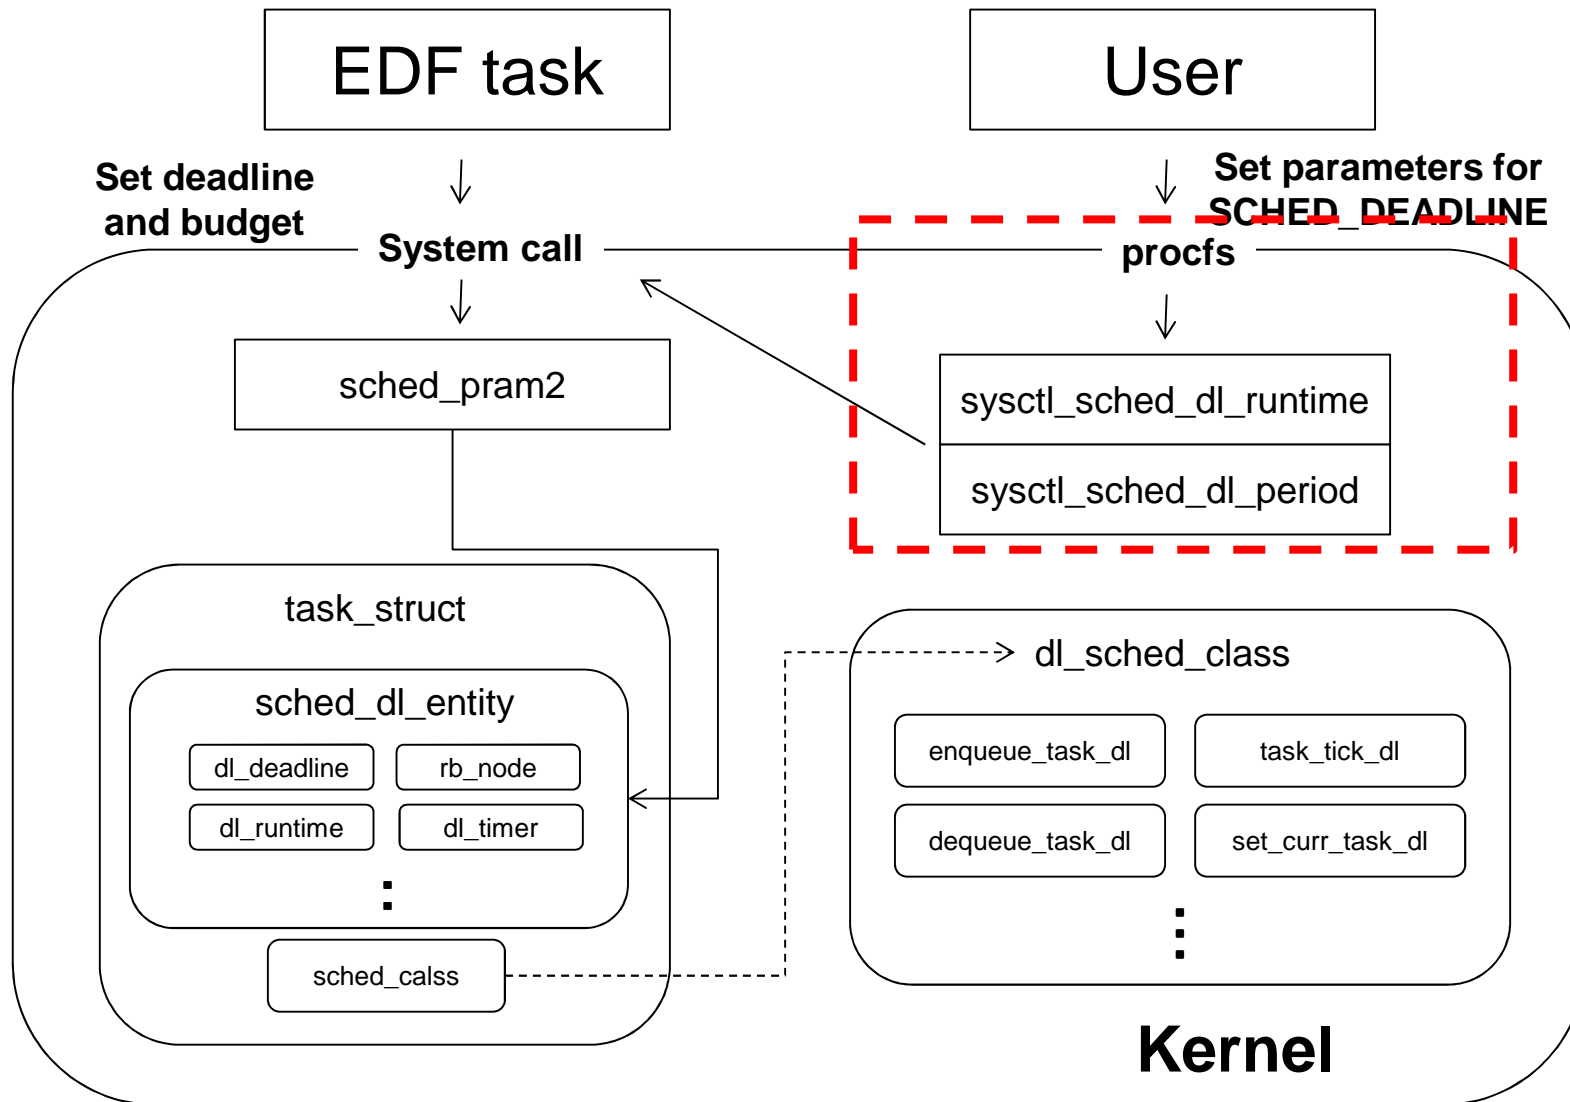 EDF task
User
Set deadline
and budget
Set parameters for
SCHED_DEADLINE
System call
procfs
sched_pram2
sysctl_sched_dl_runtime
sysctl_sched_dl_period
task_struct
sched_dl_entity
dl_deadline
rb_node
dl_runtime
dl_timer
sched_calss
dl_sched_class
enqueue_task_dl
task_tick_dl
dequeue_task_dl
set_curr_task_dl
Kernel